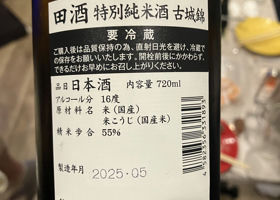 田酒 特別純米酒 古城錦
要冷蔵
ご購入後は品質保持の為、直射日光を避け、冷蔵で
の保存をお願いいたします。開栓前後にかかわらず、
できるだけお早めにお召し上がりください。
品目 日本酒 内容量 720ml
アルコール分 16度
原材料名 米(国産)
米こうじ(国産米)
精米歩合 55%
製造年月 2025.05